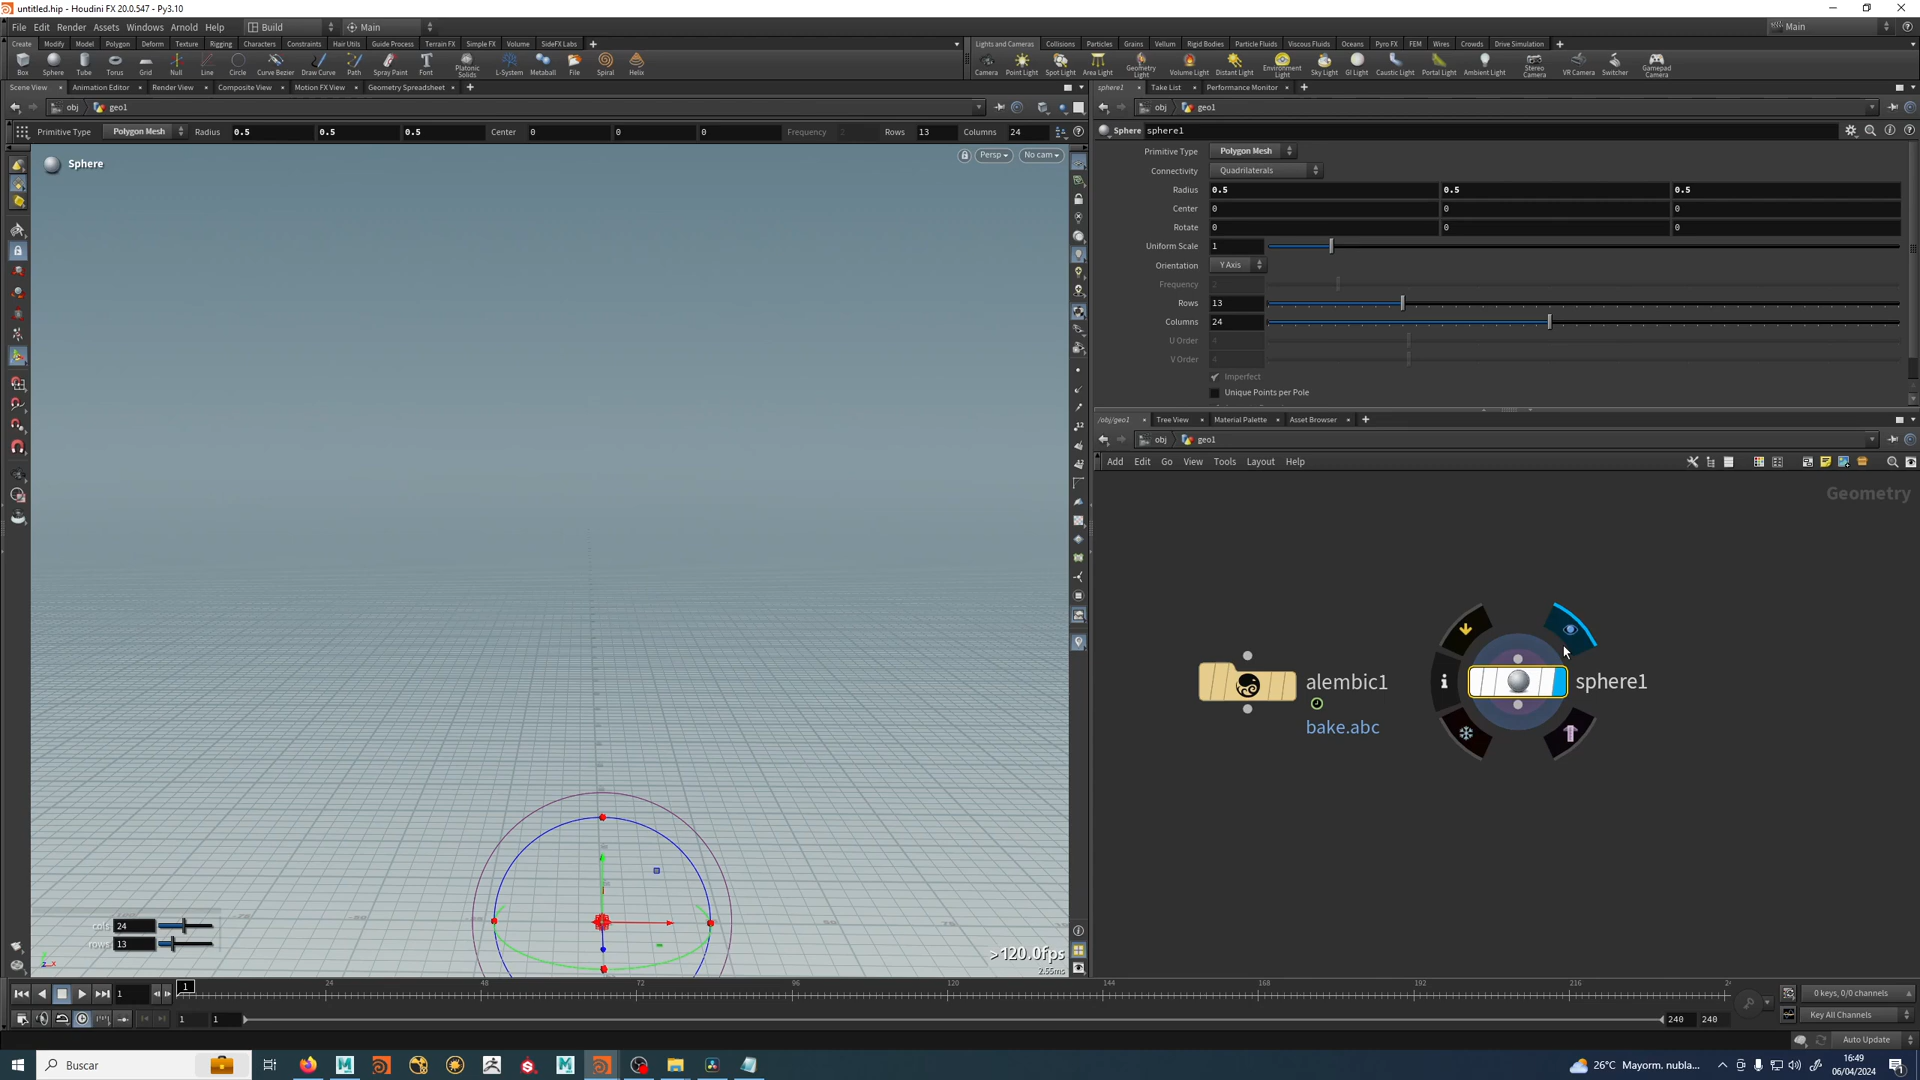 untitled.hip - Houdini FX 20.0.547 - Py3.10
File Edit Render Assets Windows Arnold Help Build Main Main
Create Modify Model Polygon Deform Texture Rigging Characters Constraints Hair Utils Guide Process Terrain FX Simple FX Volume SideFX Labs
Lights and Cameras Collisions Particles Grains Vellum Rigid Bodies Particle Fluids Viscous Fluids Oceans Pyro FX FEM Wires Crowds Drive Simulation
Box Sphere Tube Torus Grid Null Line Circle Curve Bezier Draw Curve Path Spray Paint Font Platonic Solids L-System Metaball File Spiral Helix
Camera Point Light Spot Light Area Light Geometry Light Volume Light Distant Light Environment Light Sky Light GI Light Caustic Light Portal Light Ambient Light Stereo Camera VR Camera Switcher Gamepad Camera
Scene View Animation Editor Render View Composite View Motion FX View Geometry Spreadsheet
sphere1 Take List Performance Monitor
obj geo1
obj geo1
Primitive Type Polygon Mesh Radius 0.5 0.5 0.5 Center 0 0 0 Frequency 2 Rows 13 Columns 24
Sphere sphere1
Sphere
Persp No cam
Primitive Type Polygon Mesh
Connectivity Quadrilaterals
Radius 0.5 0.5 0.5
Center 0 0 0
Rotate 0 0 0
Uniform Scale 1
Orientation Y Axis
Frequency 2
Rows 13
Columns 24
U Order 4
V Order 4
Imperfect
Unique Points per Pole
/obj/geo1 Tree View Material Palette Asset Browser
obj geo1
Add Edit Go View Tools Layout Help
Geometry
alembic1
bake.abc
sphere1
cols 24
rows 13
>120.0fps
2.55ms
1 1 24 48 72 96 120 144 168 192 216
0 keys, 0/0 channels
1 1 240 240
Key All Channels
Auto Update
Buscar
26°C Mayorm. nubla...
16:49
06/04/2024